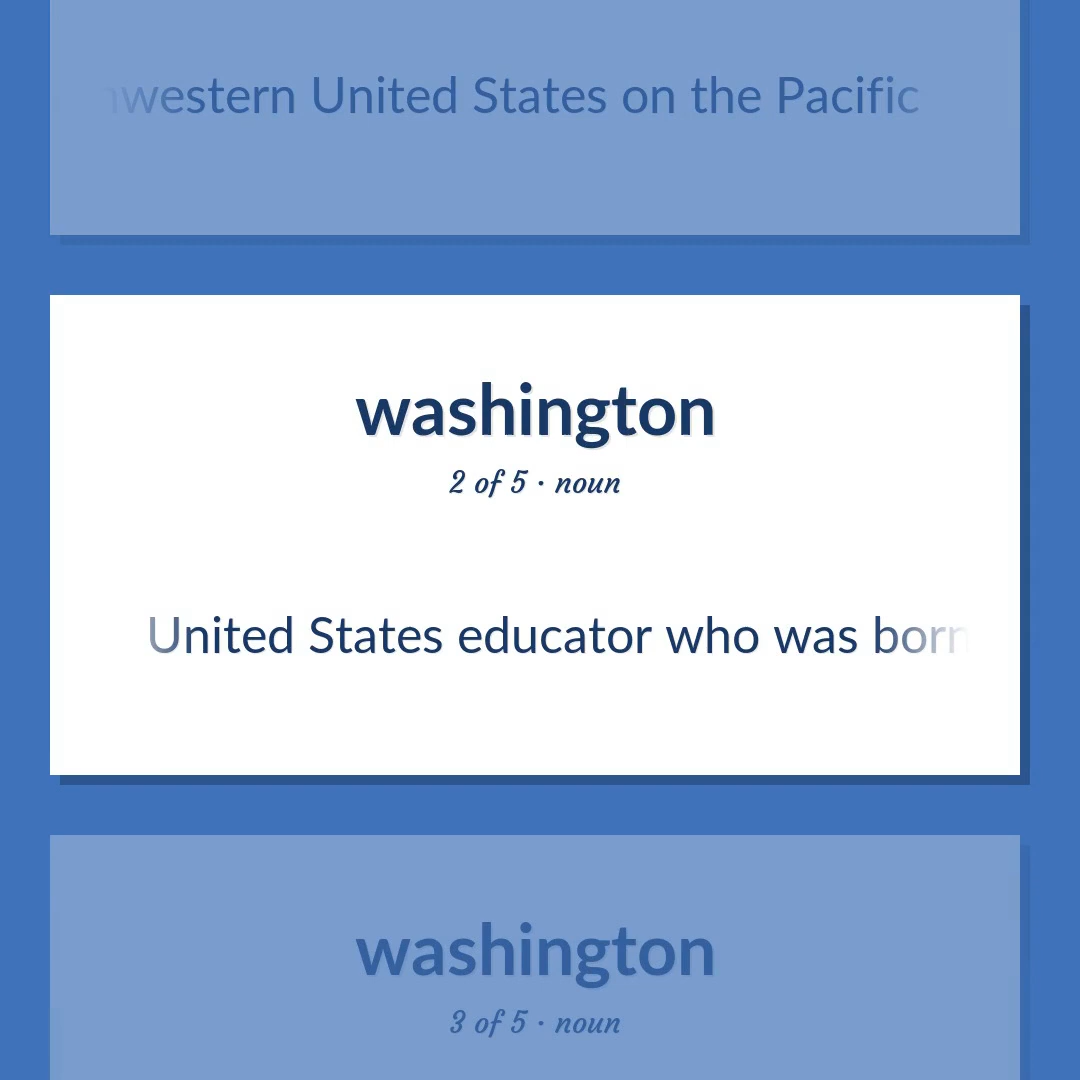 western United States on the Pacific
washington
2 of 5 · noun
United States educator who was born
washington
3 of 5 · noun